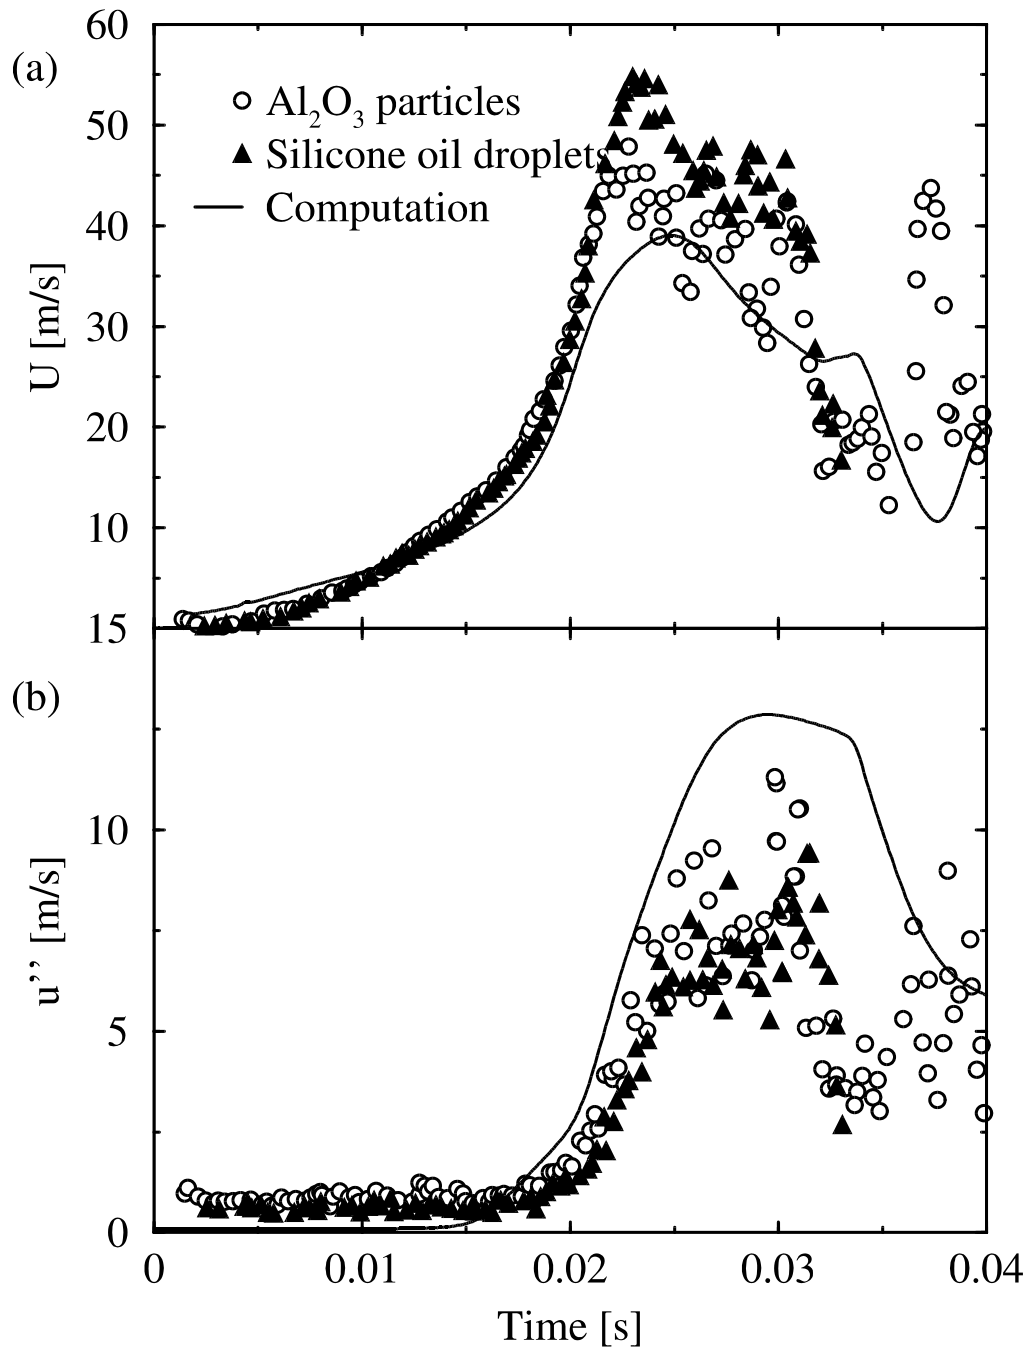 60
(a)
Al₂O₃ particles
50
Silicone oil droplets
Computation
40
U [m/s]
30
20
10
15
(b)
10
u’’ [m/s]
5
0
0 0.01 0.02 0.03 0.04
Time [s]